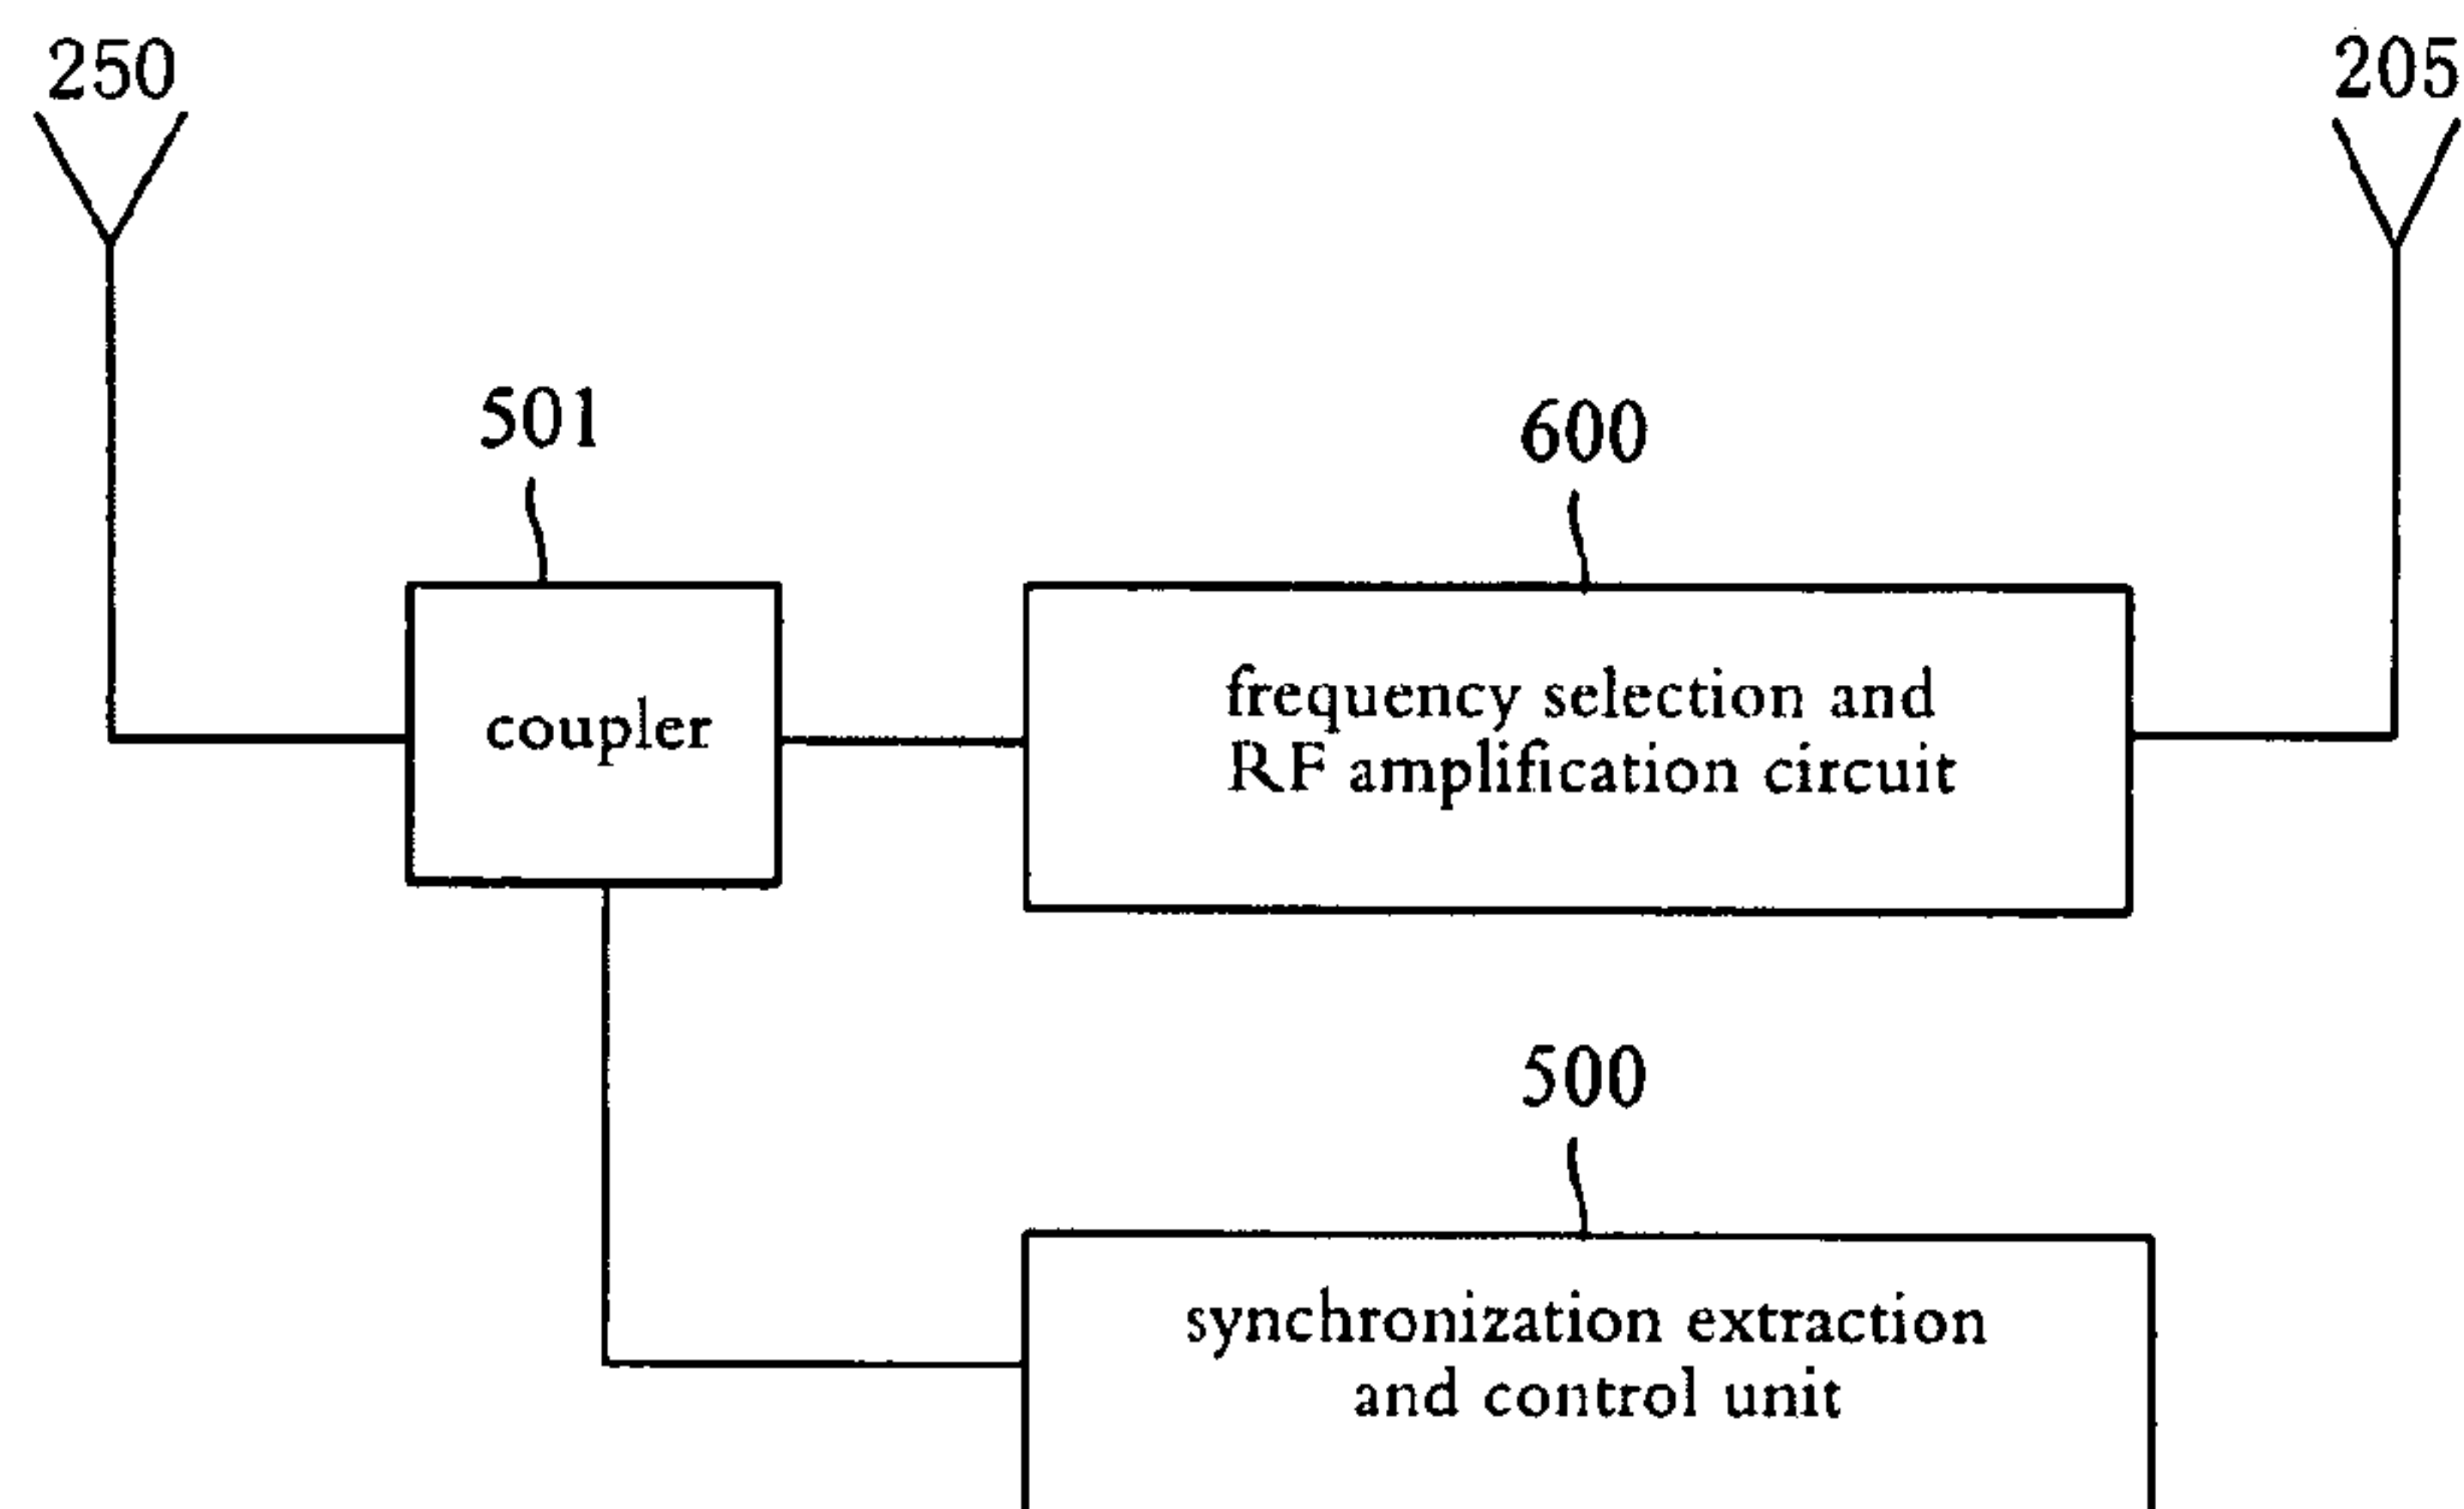 250
205
501
600
coupler
frequency selection and
RF amplification circuit
500
synchronization extraction
and control unit